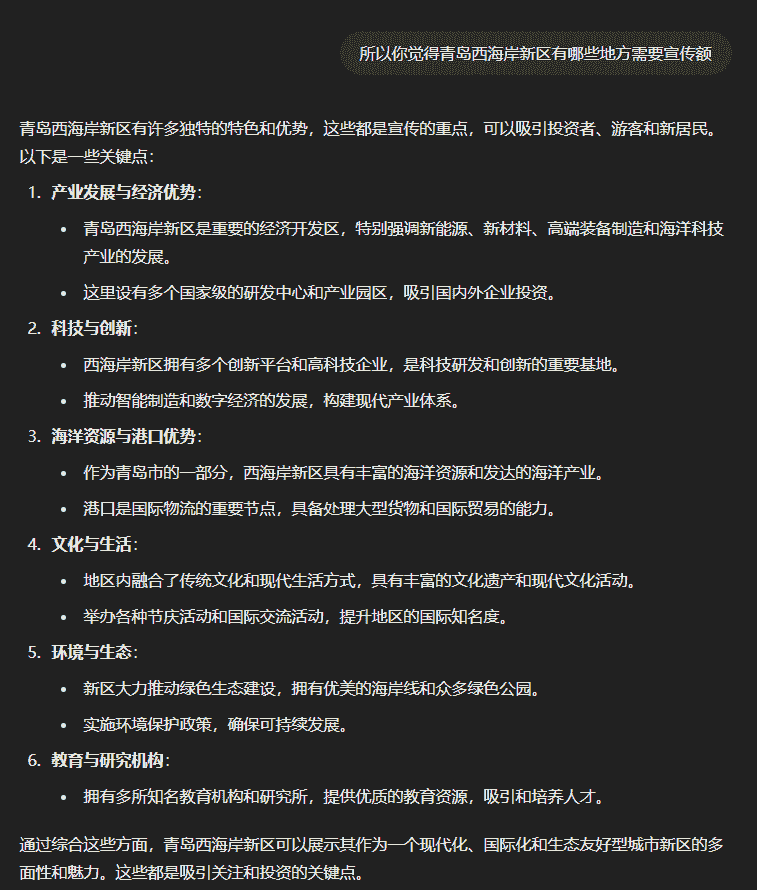 所以你觉得青岛西海岸新区有哪些地方需要宣传额
青岛西海岸新区有许多独特的特色和优势，这些都是宣传的重点，可以吸引投资者、游客和新居民。
以下是一些关键点：
1. 产业发展与经济优势：
• 青岛西海岸新区是重要的经济开发区，特别强调新能源、新材料、高端装备制造和海洋科技
产业的发展。
• 这里设有多个国家级的研发中心和产业园区，吸引国内外企业投资。
2. 科技与创新：
• 西海岸新区拥有多个创新平台和高科技企业，是科技研发和创新的重要基地。
• 推动智能制造和数字经济的发展，构建现代产业体系。
3. 海洋资源与港口优势：
• 作为青岛市的一部分，西海岸新区具有丰富的海洋资源和发达的海洋产业。
• 港口是国际物流的重要节点，具备处理大型货物和国际贸易的能力。
4. 文化与生活：
• 地区内融合了传统文化和现代生活方式，具有丰富的文化遗产和现代文化活动。
• 举办各种节庆活动和国际交流活动，提升地区的国际知名度。
5. 环境与生态：
• 新区大力推动绿色生态建设，拥有优美的海岸线和众多绿色公园。
• 实施环境保护政策，确保可持续发展。
6. 教育与研究机构：
• 拥有多所知名教育机构和研究所，提供优质的教育资源，吸引和培养人才。
通过综合这些方面，青岛西海岸新区可以展示其作为一个现代化、国际化和生态友好型城市新区的多
面性和魅力。这些都是吸引关注和投资的关键点。